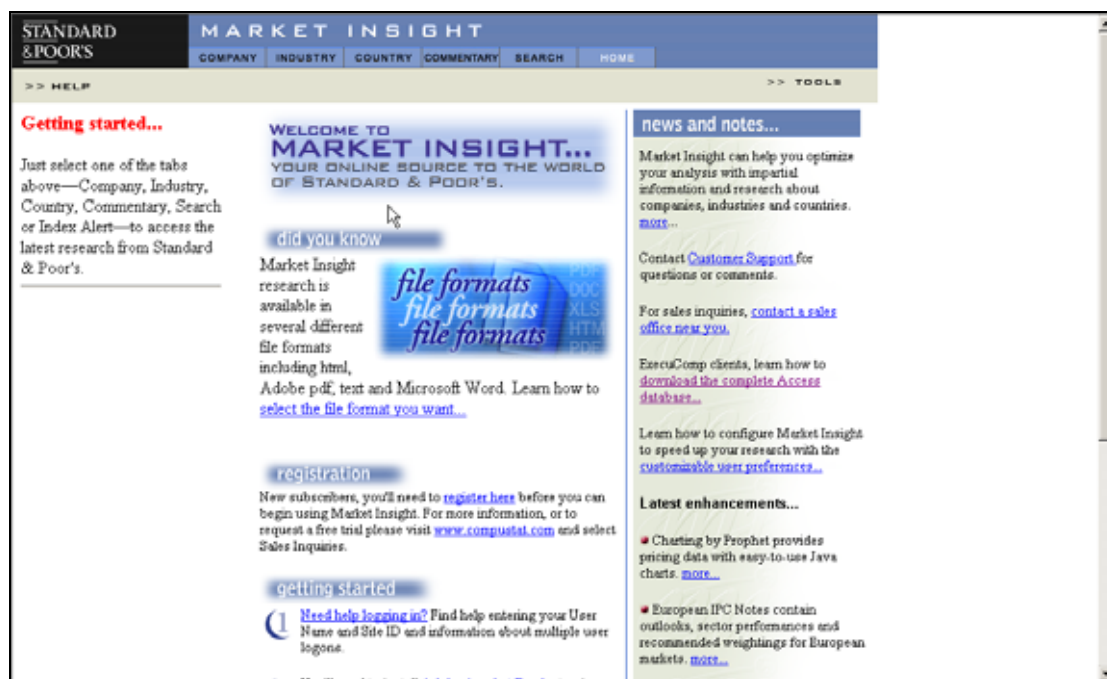 STANDARD
&POOR'S
MARKET INSIGHT
COMPANY INDUSTRY COUNTRY COMMENTARY SEARCH HOME
>> HELP
>> TOOLS
Getting started...
Just select one of the tabs
above—Company, Industry,
Country, Commentary, Search
or Index Alert—to access the
latest research from Standard
& Poor's.
WELCOME TO
MARKET INSIGHT...
YOUR ONLINE SOURCE TO THE WORLD
OF STANDARD & POOR'S.
did you know
Market Insight
research is
available in
several different
file formats
including html,
Adobe pdf, text and Microsoft Word. Learn how to
select the file format you want...
file formats
file formats
file formats
PDF
DOC
XLS
HTM
PDF
registration
New subscribers, you'll need to register here before you can
begin using Market Insight. For more information, or to
request a free trial please visit www.compustat.com and select
Sales Inquiries.
getting started
1
Need help logging in? Find help entering your User
Name and Site ID and information about multiple user
logons.
news and notes...
Market Insight can help you optimize
your analysis with impartial
information and research about
companies, industries and countries.
more...
Contact Customer Support for
questions or comments.
For sales inquiries, contact a sales
office near you.
ExecuComp clients, learn how to
download the complete Access
database...
Learn how to configure Market Insight
to speed up your research with the
customizable user preferences...
Latest enhancements...
Charting by Prophet provides
pricing data with easy-to-use Java
charts. more...
European IPC Notes contain
outlooks, sector performances and
recommended weightings for European
markets. more...